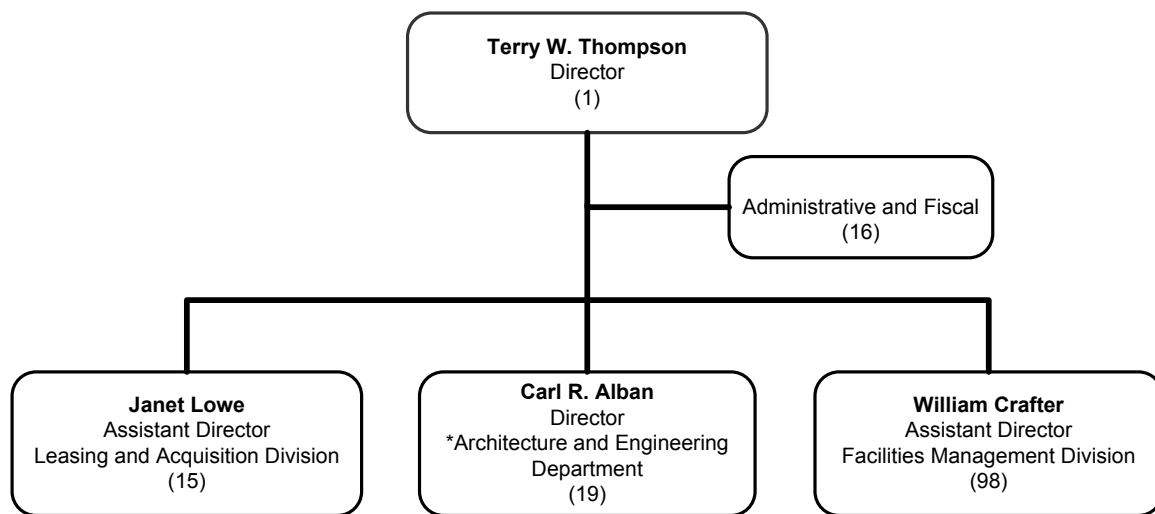 Terry W. Thompson
Director
(1)
Administrative and Fiscal
(16)
Janet Lowe
Assistant Director
Leasing and Acquisition Division
(15)
Carl R. Alban
Director
*Architecture and Engineering
Department
(19)
William Crafter
Assistant Director
Facilities Management Division
(98)